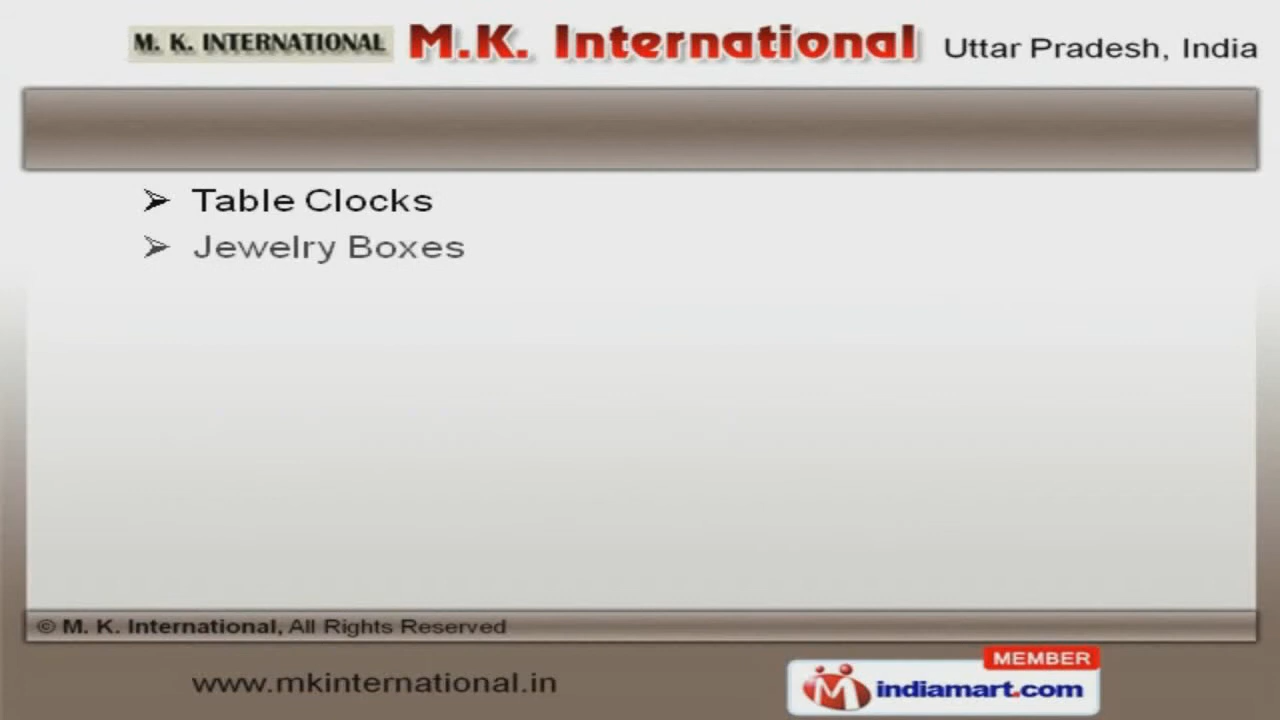 M. K. INTERNATIONAL M.K. International Uttar Pradesh, India
➢ Table Clocks
➢ Jewelry Boxes
© M. K. International, All Rights Reserved
www.mkinternational.in
MEMBER
indiamart.com